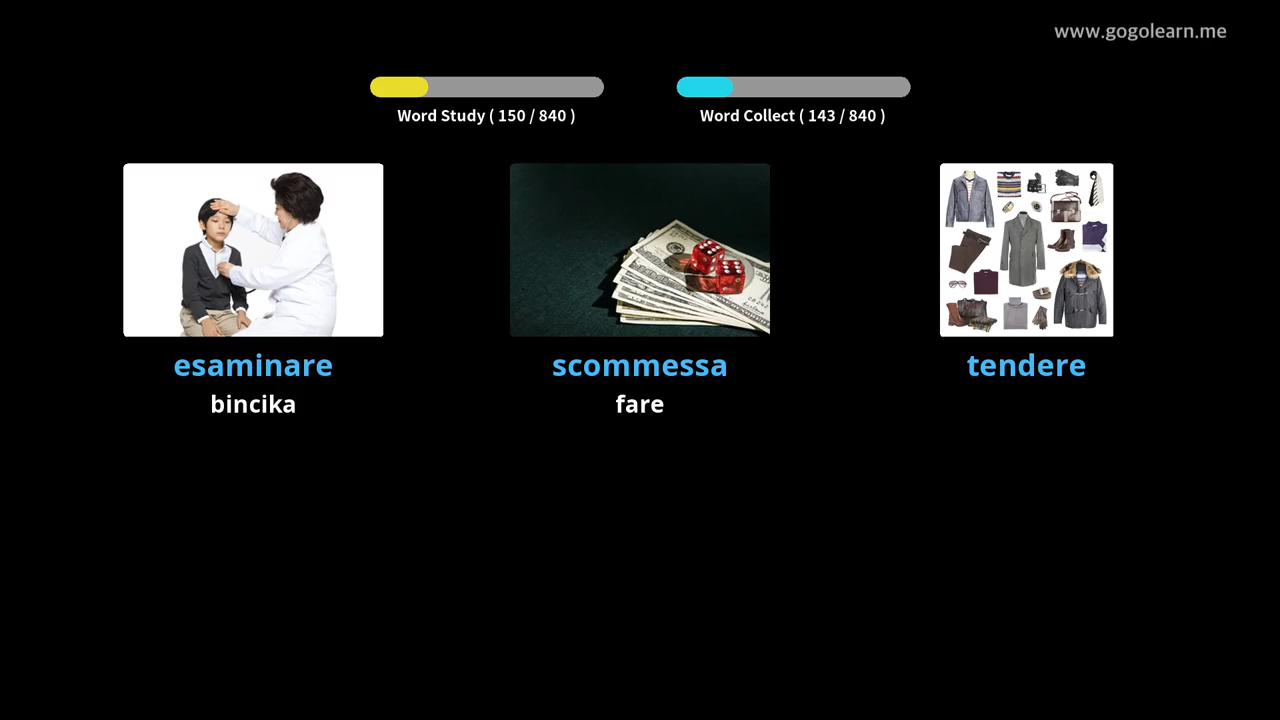 www.gogolearn.me
Word Study ( 150 / 840 )
Word Collect ( 143 / 840 )
esaminare
bincika
scommessa
fare
tendere